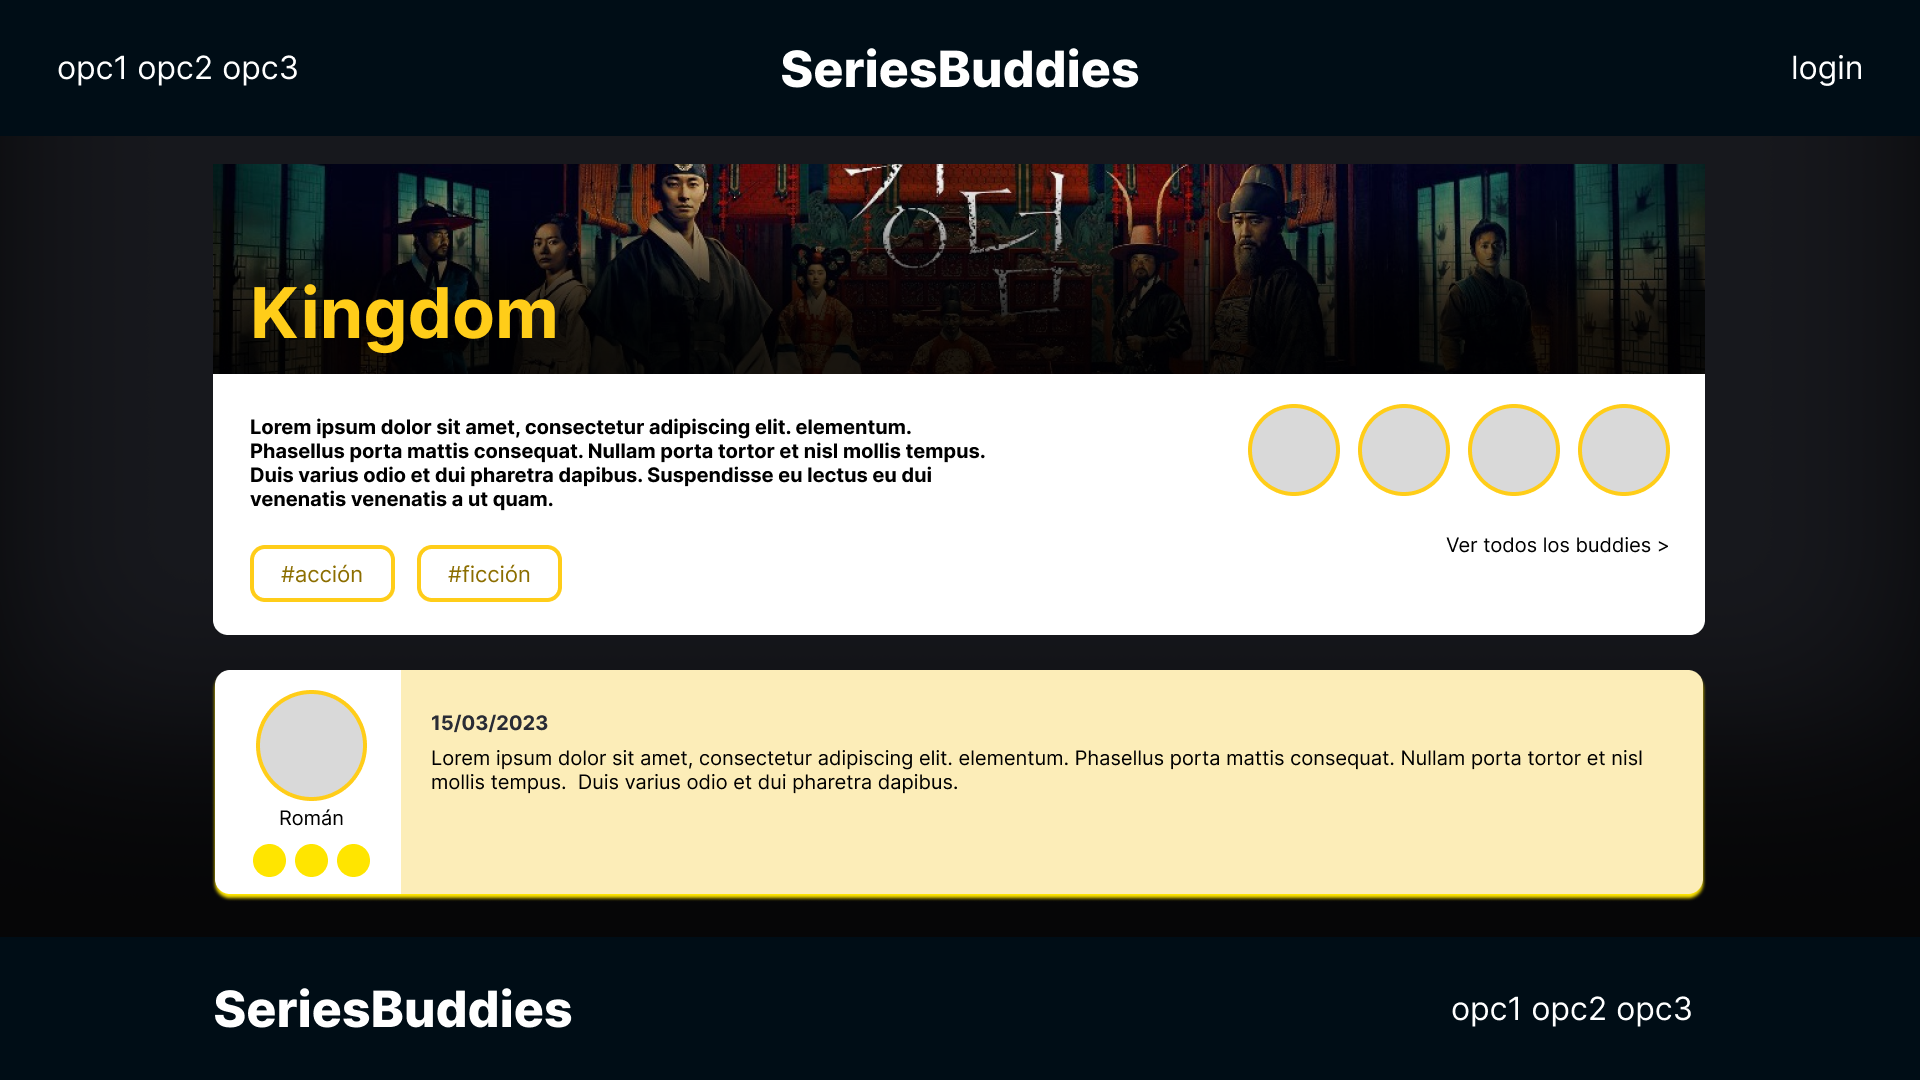 opc1 opc2 opc3
SeriesBuddies
login
킹덤
Kingdom
Lorem ipsum dolor sit amet, consectetur adipiscing elit. elementum.
Phasellus porta mattis consequat. Nullam porta tortor et nisl mollis tempus.
Duis varius odio et dui pharetra dapibus. Suspendisse eu lectus eu dui
venenatis venenatis a ut quam.
#acción
#ficción
Ver todos los buddies >
15/03/2023
Lorem ipsum dolor sit amet, consectetur adipiscing elit. elementum. Phasellus porta mattis consequat. Nullam porta tortor et nisl
mollis tempus.  Duis varius odio et dui pharetra dapibus.
Román
SeriesBuddies
opc1 opc2 opc3